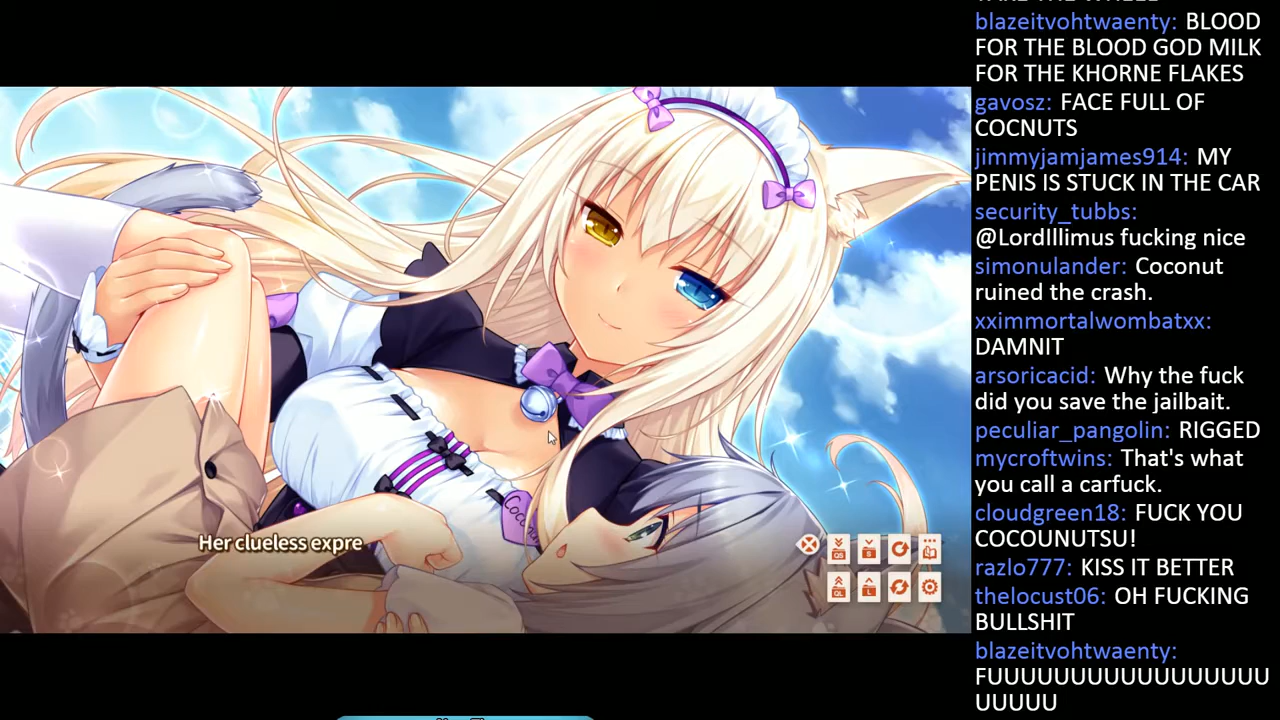 blazeitvohtwaenty: BLOOD
FOR THE BLOOD GOD MILK
FOR THE KHORNE FLAKES
gavosz: FACE FULL OF
COCNUTS
jimmyjamjames914: MY
PENIS IS STUCK IN THE CAR
security_tubbs:
@LordIllimus fucking nice
simonulander: Coconut
ruined the crash.
xximmortalwombatxx:
DAMNIT
arsoricacid: Why the fuck
did you save the jailbait.
peculiar_pangolin: RIGGED
mycroftwins: That's what
you call a carfuck.
cloudgreen18: FUCK YOU
COCOUNUTSU!
razlo777: KISS IT BETTER
thelocust06: OH FUCKING
BULLSHIT
blazeitvohtwaenty:
FUUUUUUUUUUUUUUUUU
UUUUU
Her clueless expre
QS
S
QL
L